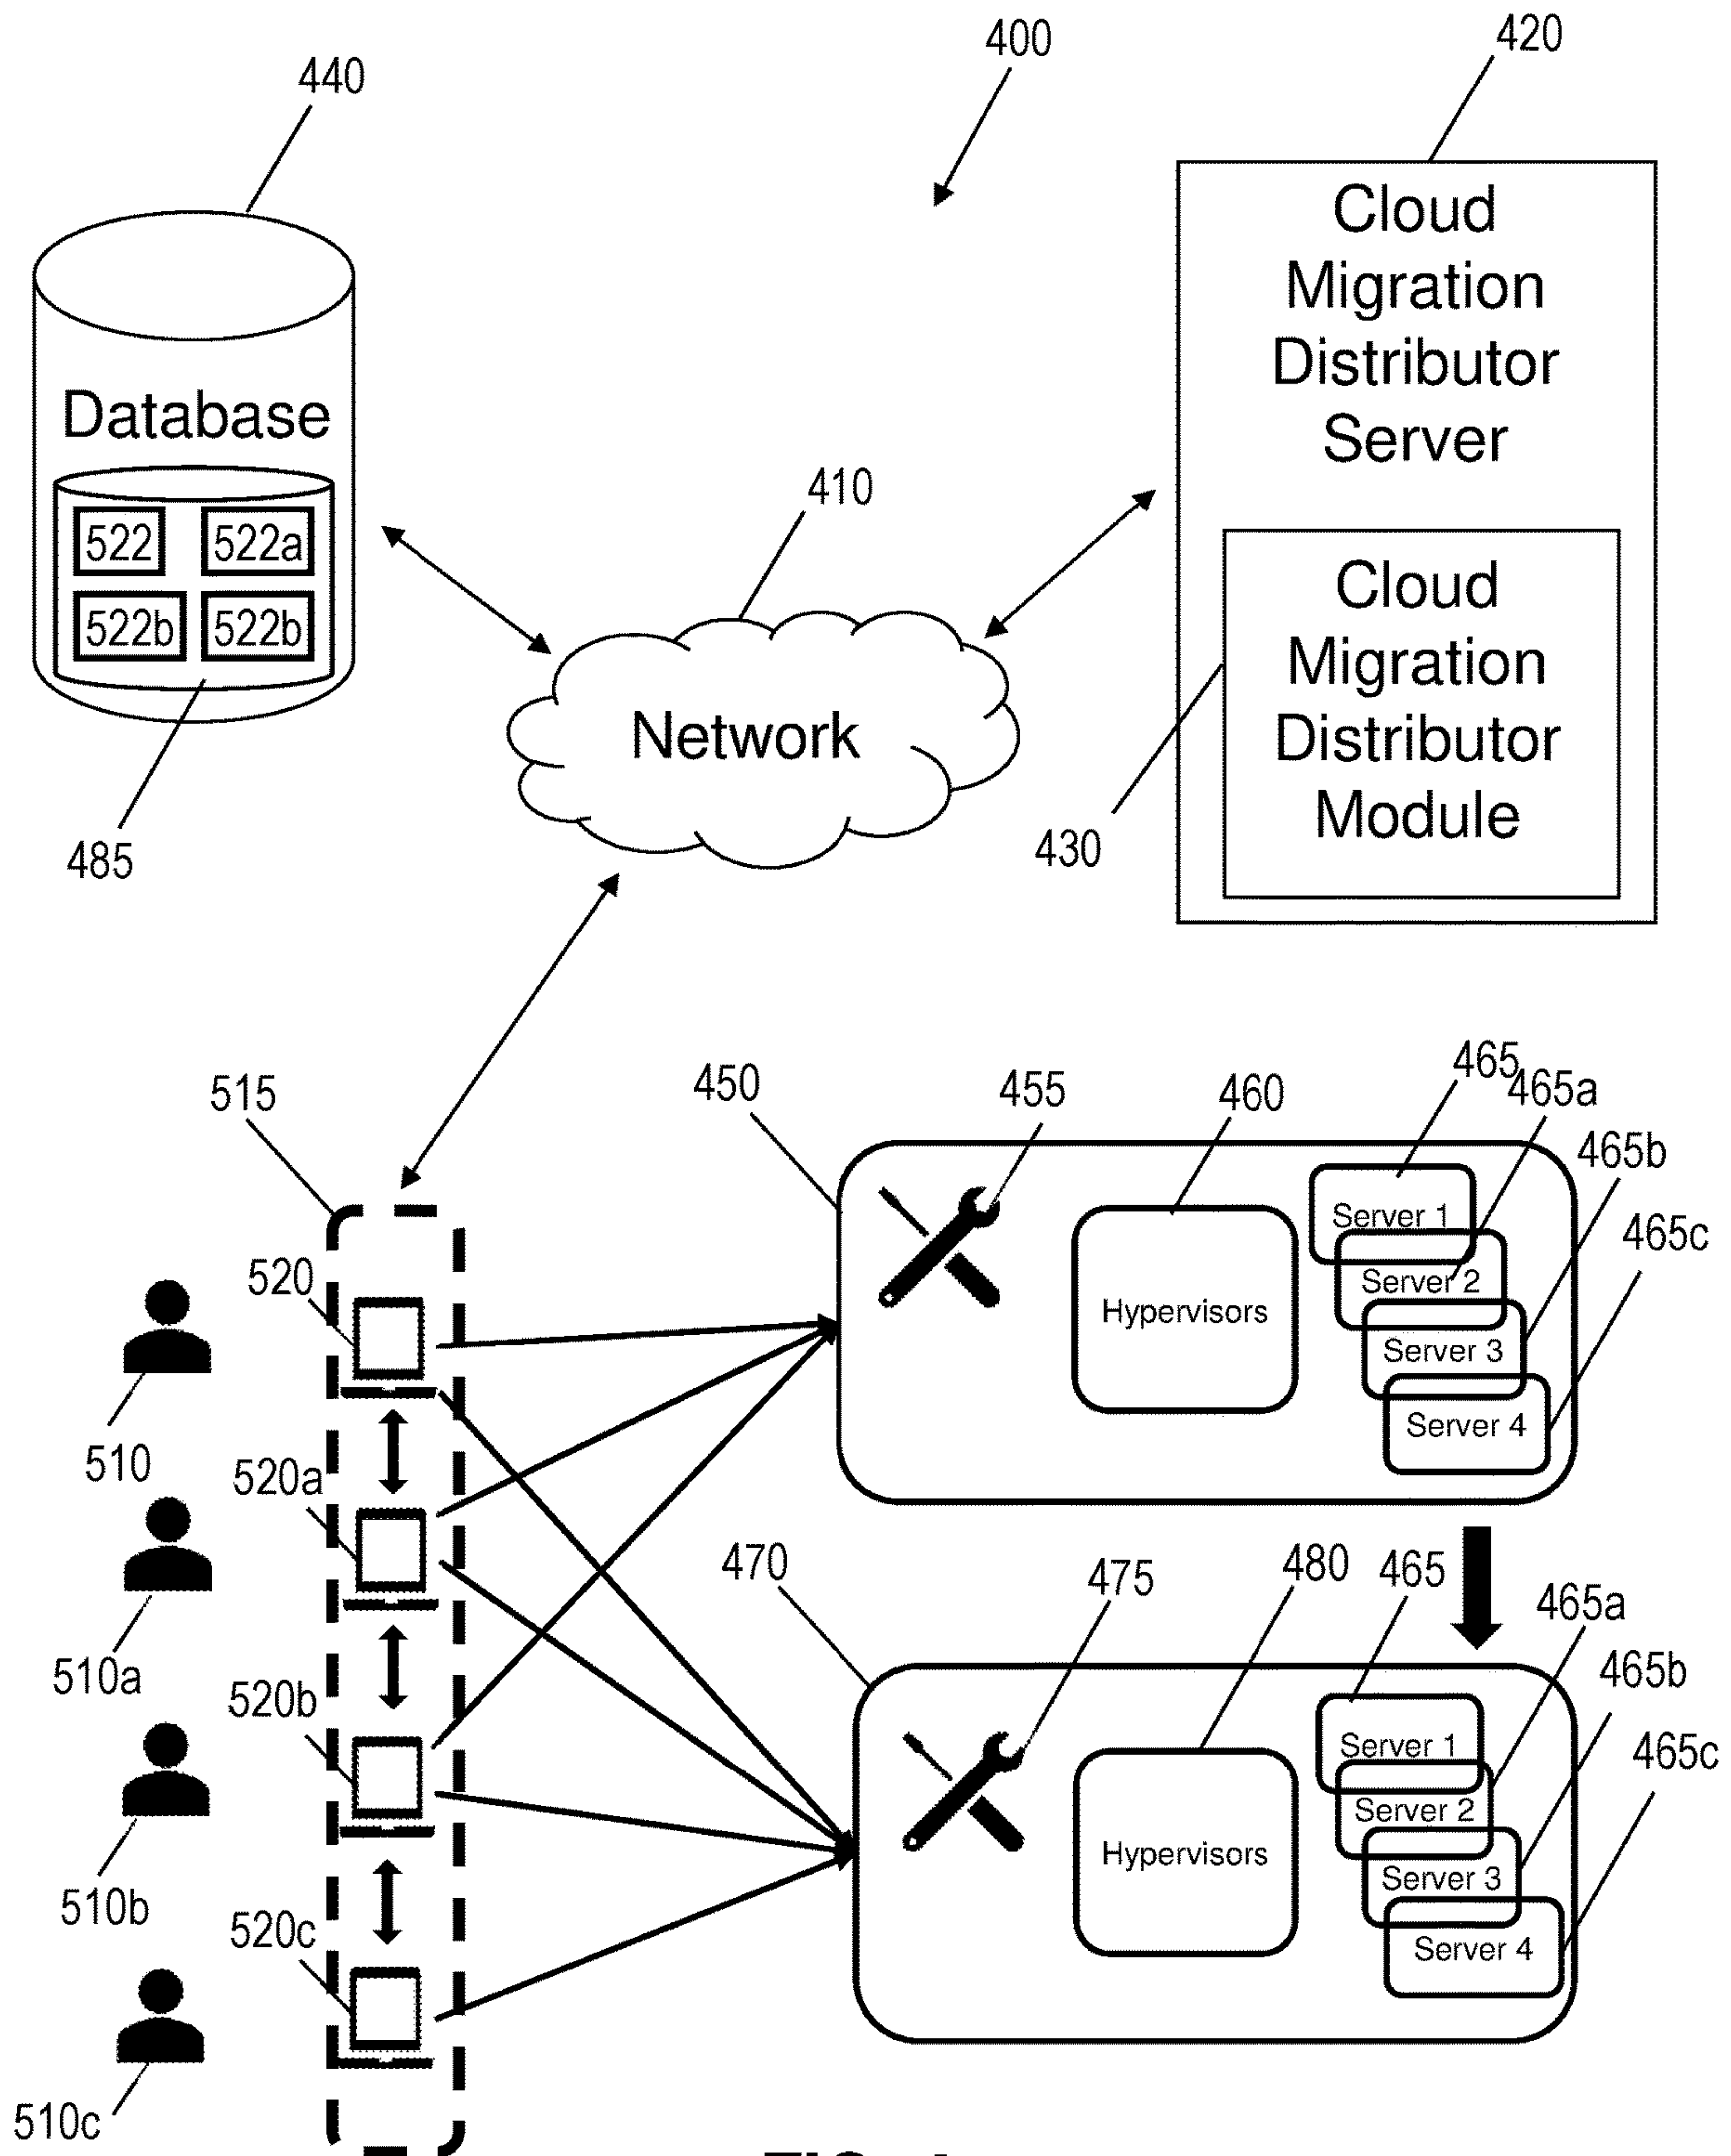 400
420
440
Cloud
Migration
Distributor
Server
Database
410
522
522a
522b
522b
Cloud
Migration
Distributor
Module
Network
430
485
515
450
455
460
465
465a
465b
465c
520
Server 1
Server 2
Hypervisors
Server 3
Server 4
510
520a
470
475
480
465
465a
465b
465c
510a
520b
Server 1
Server 2
Hypervisors
Server 3
Server 4
510b
520c
510c